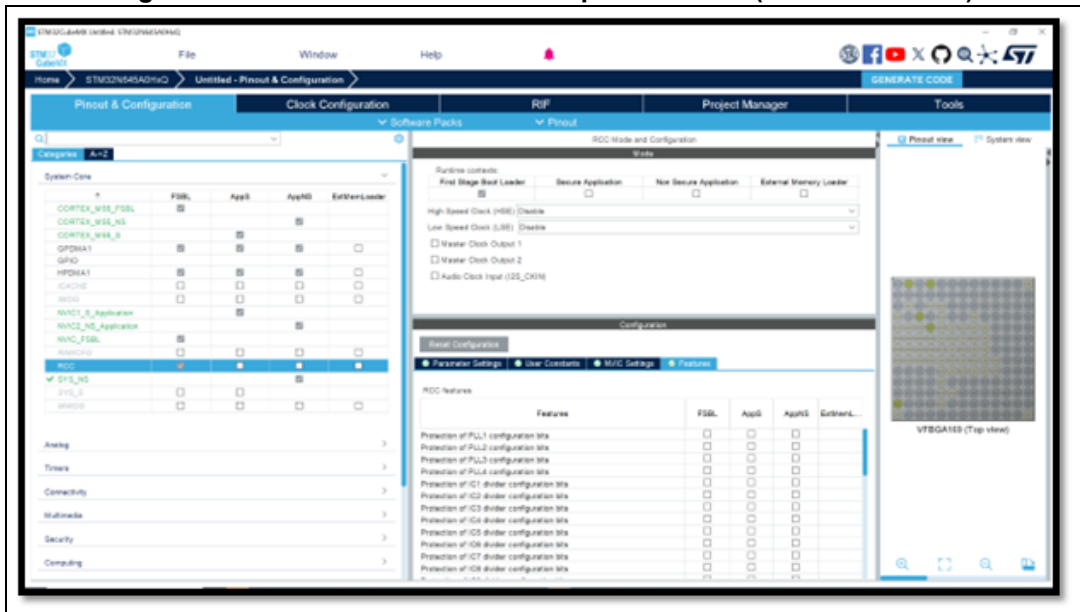 STM32CubeMX Untitled: STM32N645A0HxQ
STM32 CubeMX
File
Window
Help
Home
STM32N645A0HxQ
Untitled - Pinout & Configuration
GENERATE CODE
Pinout & Configuration
Clock Configuration
RIF
Project Manager
Tools
Software Packs
Pinout
Categories
A->Z
System Core
FSBL
AppS
AppNS
ExtMemLoader
CORTEX_M55_FSBL
CORTEX_M55_NS
CORTEX_M55_S
GPDMA1
GPIO
HPDMA1
ICACHE
IWDG
NVIC1_S_Application
NVIC2_NS_Application
NVIC_FSBL
RAMCFG
RCC
SYS_NS
SYS_S
WWDG
Analog
Timers
Connectivity
Multimedia
Security
Computing
RCC Mode and Configuration
Mode
Runtime contexts:
First Stage Boot Loader
Secure Application
Non Secure Application
External Memory Loader
High Speed Clock (HSE) Disable
Low Speed Clock (LSE) Disable
Master Clock Output 1
Master Clock Output 2
Audio Clock Input (I2S_CKIN)
Configuration
Reset Configuration
Parameter Settings
User Constants
NVIC Settings
Features
RCC features
Features
FSBL
AppS
AppNS
ExtMemL...
Protection of PLL1 configuration bits
Protection of PLL2 configuration bits
Protection of PLL3 configuration bits
Protection of PLL4 configuration bits
Protection of IC1 divider configuration bits
Protection of IC2 divider configuration bits
Protection of IC3 divider configuration bits
Protection of IC4 divider configuration bits
Protection of IC5 divider configuration bits
Protection of IC6 divider configuration bits
Protection of IC7 divider configuration bits
Protection of IC8 divider configuration bits
Pinout view
System view
VFBGA169 (Top view)